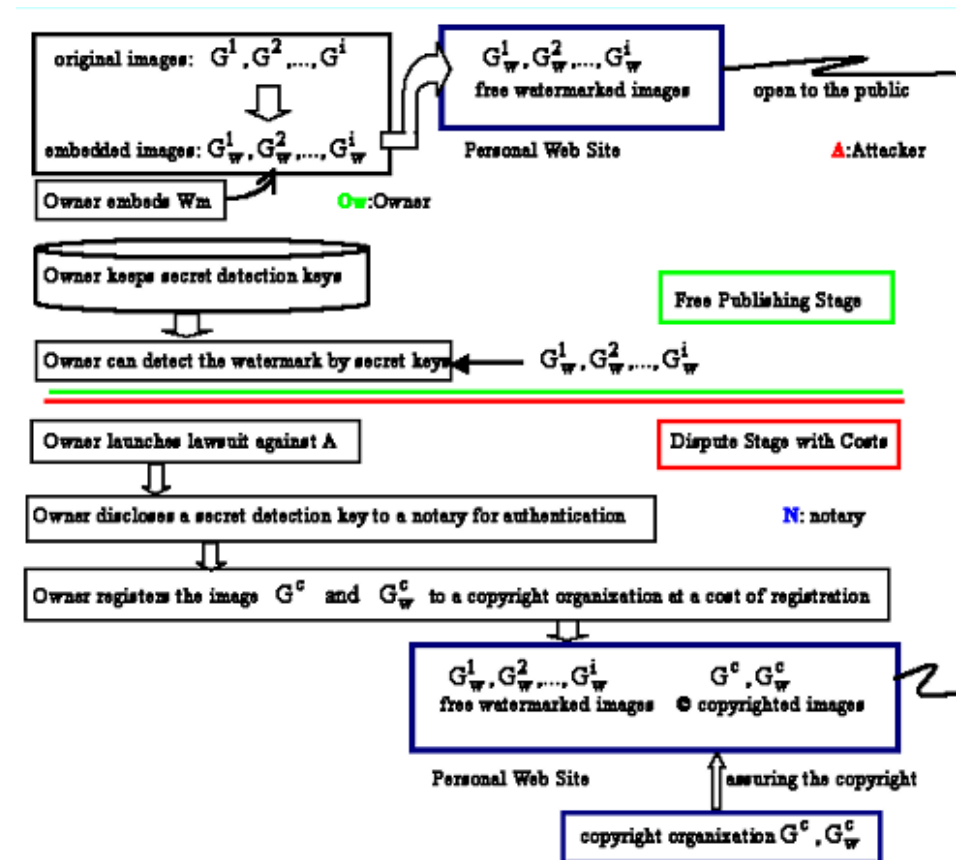 original images: G¹, G², ..., Gⁱ
embedded images: G¹w, G²w, ..., Gⁱw
Owner embeds Wm
Ow:Owner
G¹w, G²w, ..., Gⁱw
free watermarked images
Personal Web Site
open to the public
A:Attacker
Owner keeps secret detection keys
Free Publishing Stage
Owner can detect the watermark by secret keys
G¹w, G²w, ..., Gⁱw
Owner launches lawsuit against A
Dispute Stage with Costs
Owner discloses a secret detection key to a notary for authentication
N: notary
Owner registers the image Gᶜ and Gᶜw to a copyright organization at a cost of registration
G¹w, G²w, ..., Gⁱw
free watermarked images
Gᶜ, Gᶜw
© copyrighted images
Personal Web Site
assuring the copyright
copyright organization Gᶜ, Gᶜw